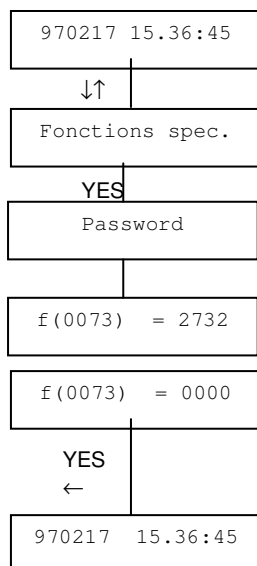 970217 15.36:45
↓↑
Fonctions spec.
YES
Password
f(0073) = 2732
f(0073) = 0000
YES
←
970217 15.36:45